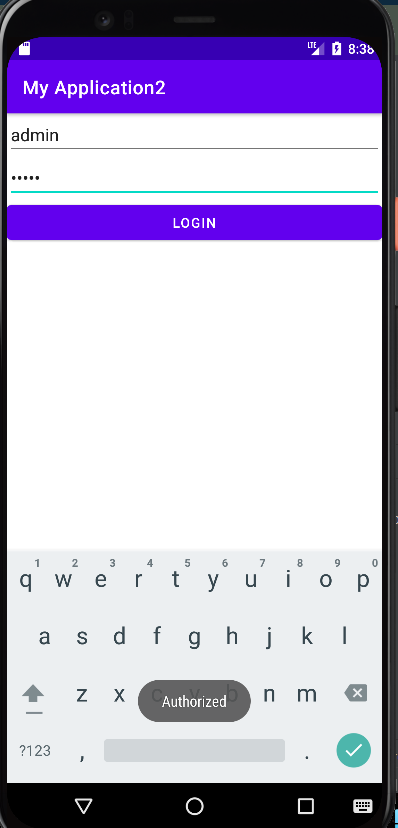 LTE 8:38
My Application2
admin
•••••
LOGIN
1 2 3 4 5 6 7 8 9 0
q w e r t y u i o p
a s d f g h j k l
z x c v b n m
Authorized
?123 , .